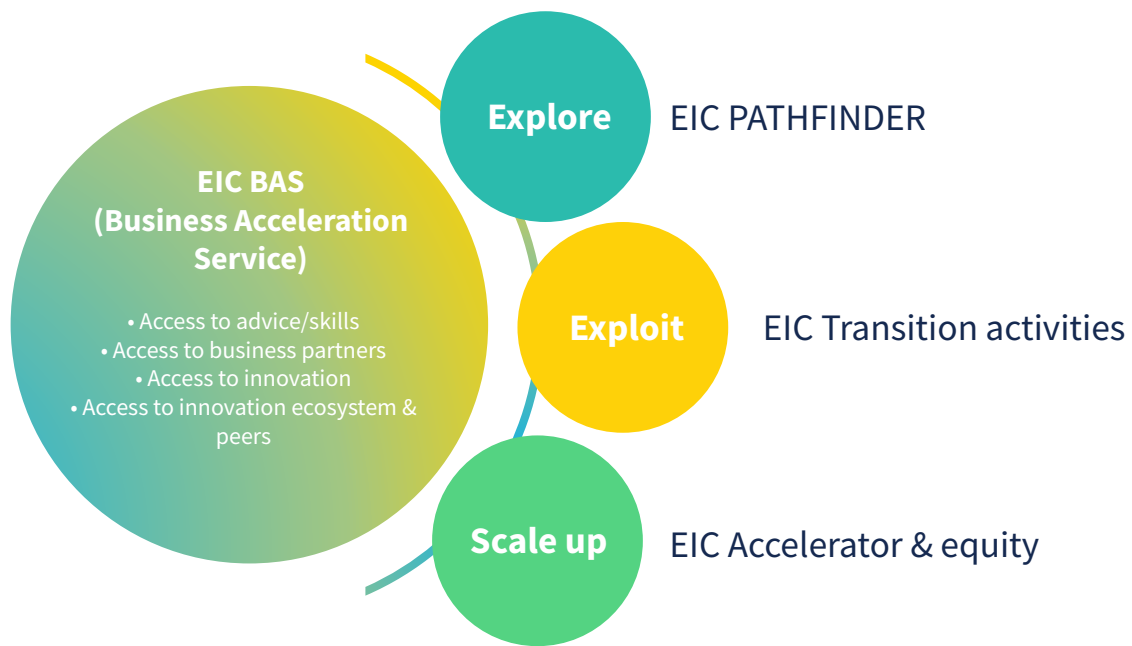 EIC BAS
(Business Acceleration
Service)
• Access to advice/skills
• Access to business partners
• Access to innovation
• Access to innovation ecosystem &
peers
Explore
EIC PATHFINDER
Exploit
EIC Transition activities
Scale up
EIC Accelerator & equity